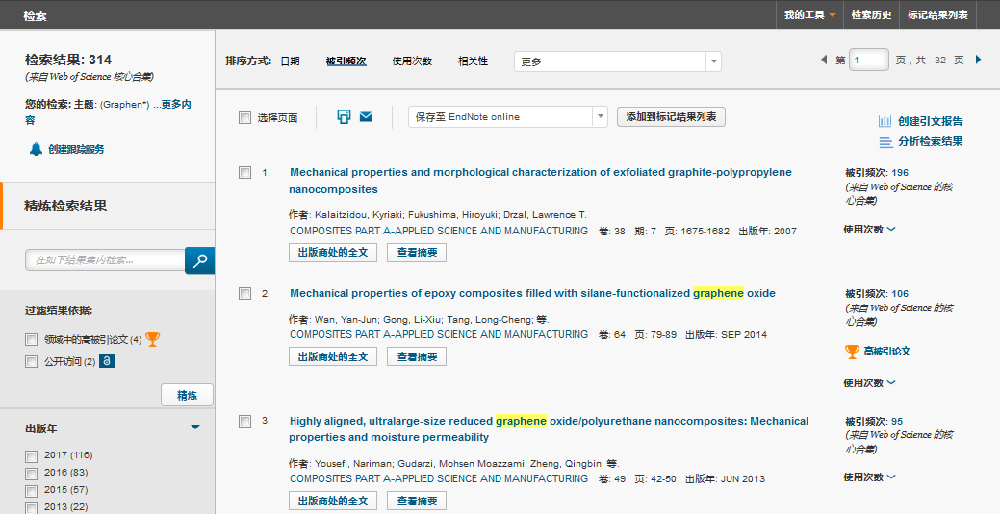 检索
我的工具
检索历史
标记结果列表
检索结果: 314
(来自 Web of Science 核心合集)
您的检索: 主题: (Graphen*) ...更多内
容
创建跟踪服务
精炼检索结果
在如下结果集内检索...
过滤结果依据:
领域中的高被引论文 (4)
公开访问 (2)
精炼
出版年
2017 (116)
2016 (83)
2015 (57)
2013 (22)
排序方式: 日期 被引频次 使用次数 相关性 更多
第 1 页 , 共 32 页
选择页面
保存至 EndNote online
添加到标记结果列表
创建引文报告
分析检索结果
1. Mechanical properties and morphological characterization of exfoliated graphite-polypropylene
nanocomposites
作者: Kalaitzidou, Kyriaki; Fukushima, Hiroyuki; Drzal, Lawrence T.
COMPOSITES PART A-APPLIED SCIENCE AND MANUFACTURING 卷: 38 期: 7 页: 1675-1682 出版年: 2007
出版商处的全文 查看摘要
被引频次: 196
(来自 Web of Science 的核
心合集)
使用次数
2. Mechanical properties of epoxy composites filled with silane-functionalized graphene oxide
作者: Wan, Yan-Jun; Gong, Li-Xiu; Tang, Long-Cheng; 等.
COMPOSITES PART A-APPLIED SCIENCE AND MANUFACTURING 卷: 64 页: 79-89 出版年: SEP 2014
出版商处的全文 查看摘要
被引频次: 106
(来自 Web of Science 的核
心合集)
高被引论文
使用次数
3. Highly aligned, ultralarge-size reduced graphene oxide/polyurethane nanocomposites: Mechanical
properties and moisture permeability
作者: Yousefi, Nariman; Gudarzi, Mohsen Moazzami; Zheng, Qingbin; 等.
COMPOSITES PART A-APPLIED SCIENCE AND MANUFACTURING 卷: 49 页: 42-50 出版年: JUN 2013
出版商处的全文 查看摘要
被引频次: 95
(来自 Web of Science 的核
心合集)
使用次数